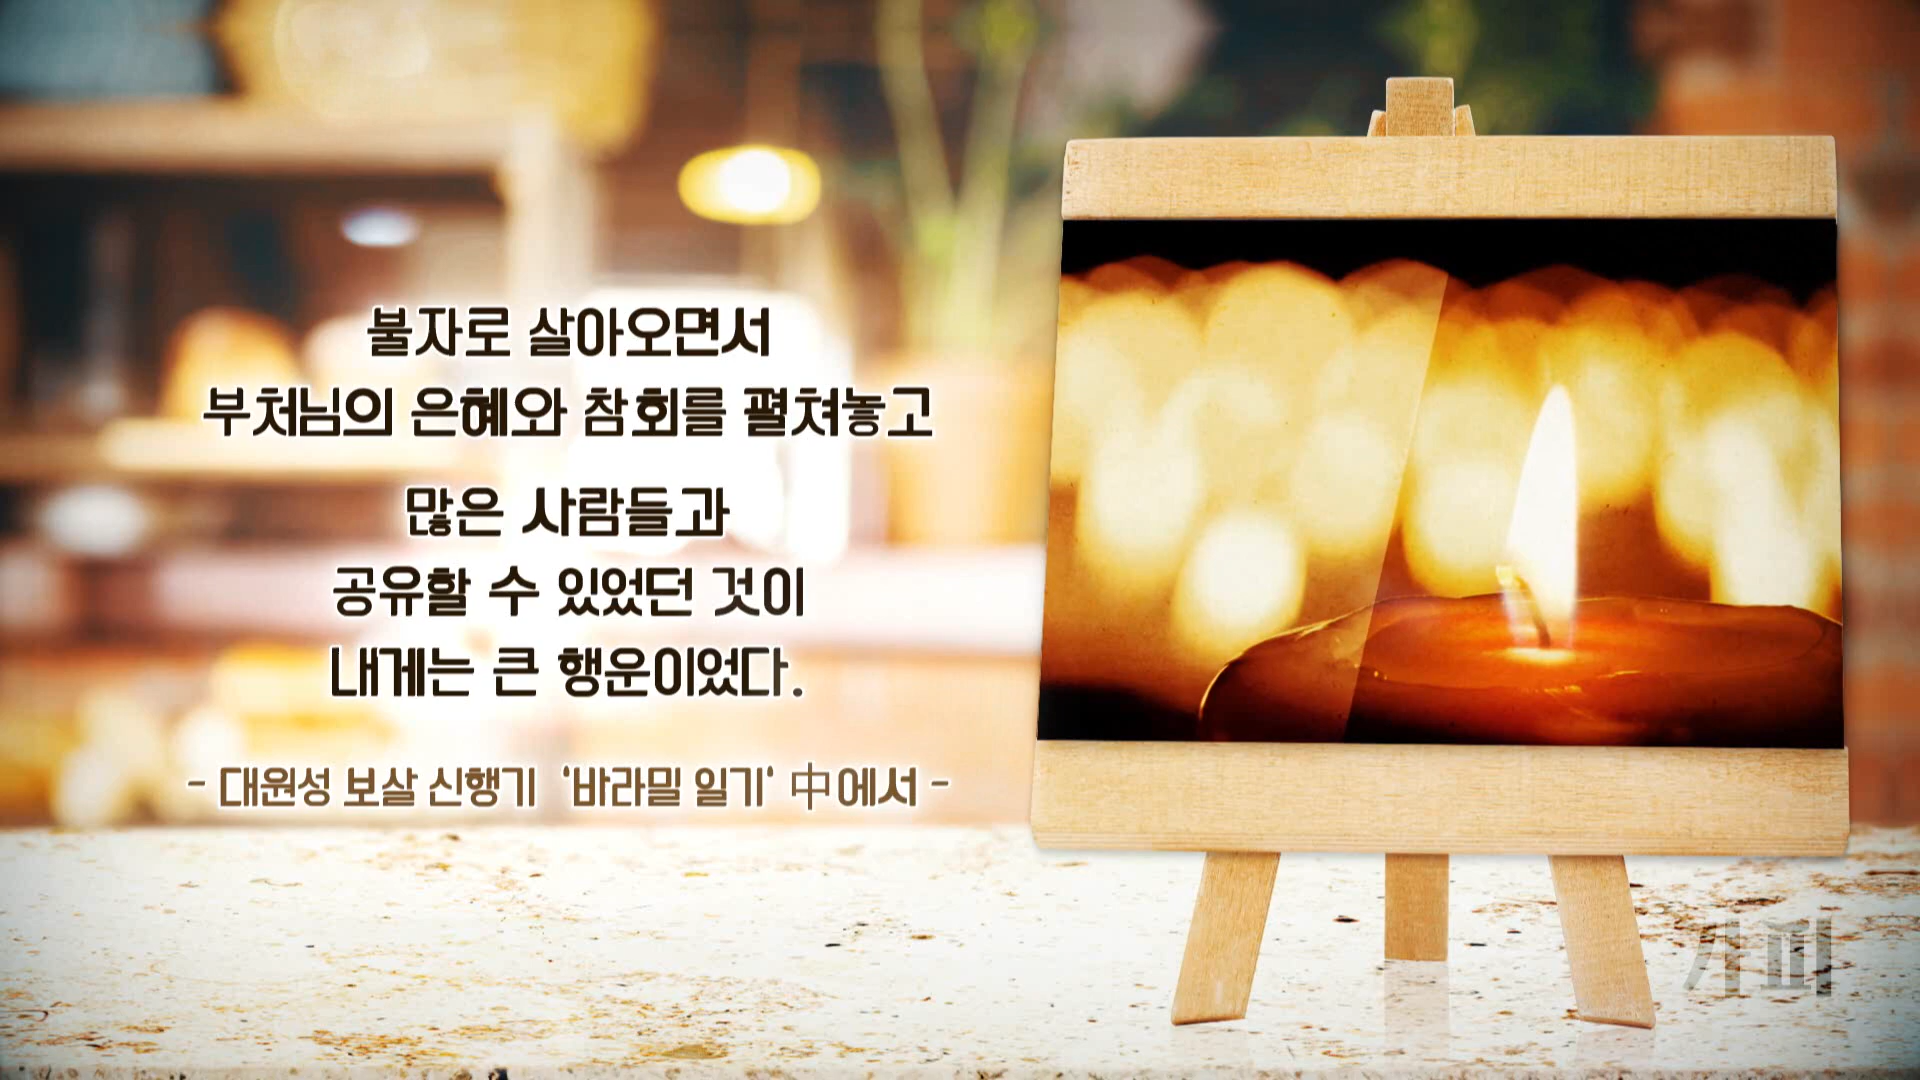 불자로 살아오면서
부처님의 은혜와 참회를 펼쳐놓고
많은 사람들과
공유할 수 있었던 것이
내게는 큰 행운이었다.
- 대원성 보살 신행기 ‘바라밀 일기‘ 中에서 -
가피